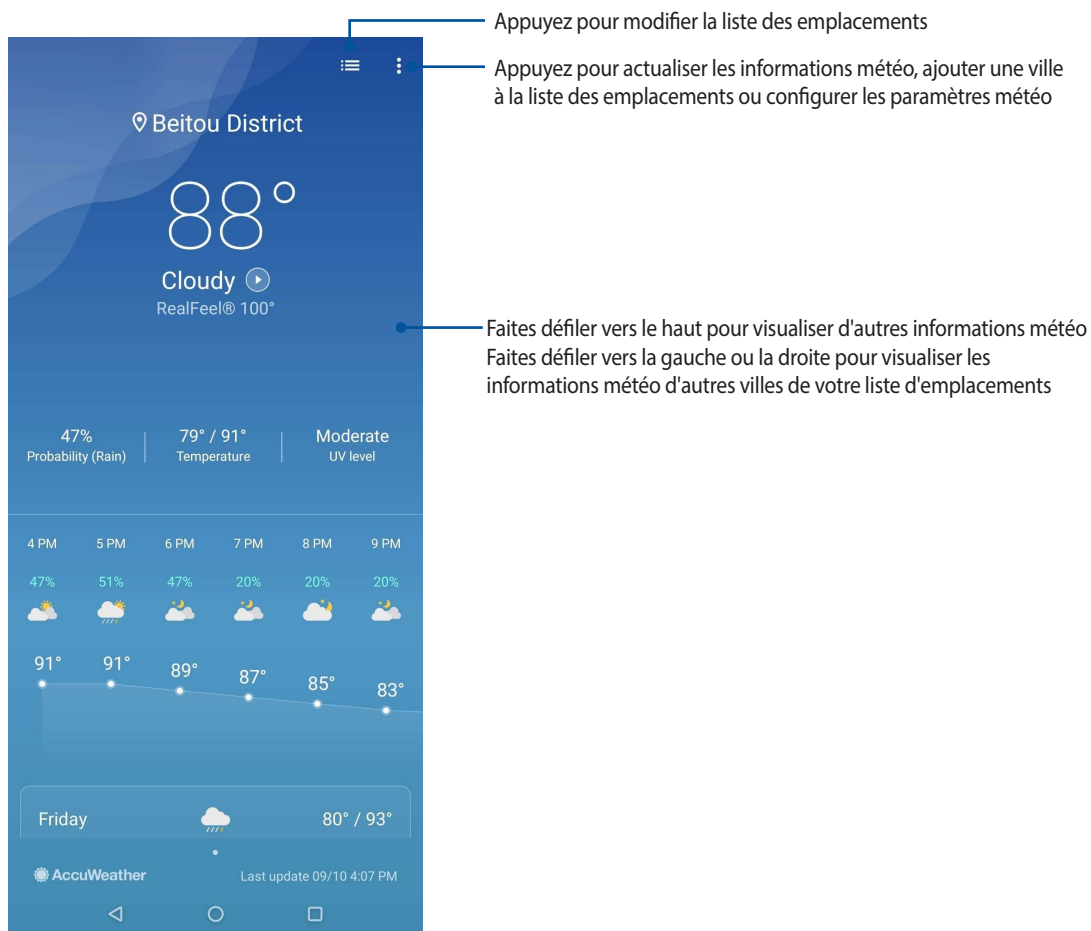 Appuyez pour modifier la liste des emplacements
Appuyez pour actualiser les informations météo, ajouter une ville
à la liste des emplacements ou configurer les paramètres météo
Beitou District
88°
Cloudy
RealFeel® 100°
Faites défiler vers le haut pour visualiser d'autres informations météo
Faites défiler vers la gauche ou la droite pour visualiser les
informations météo d'autres villes de votre liste d'emplacements
47% 79° / 91° Moderate
Probability (Rain) Temperature UV level
4 PM 5 PM 6 PM 7 PM 8 PM 9 PM
47% 51% 47% 20% 20% 20%
91° 91° 89° 87° 85° 83°
Friday 80° / 93°
AccuWeather Last update 09/10 4:07 PM